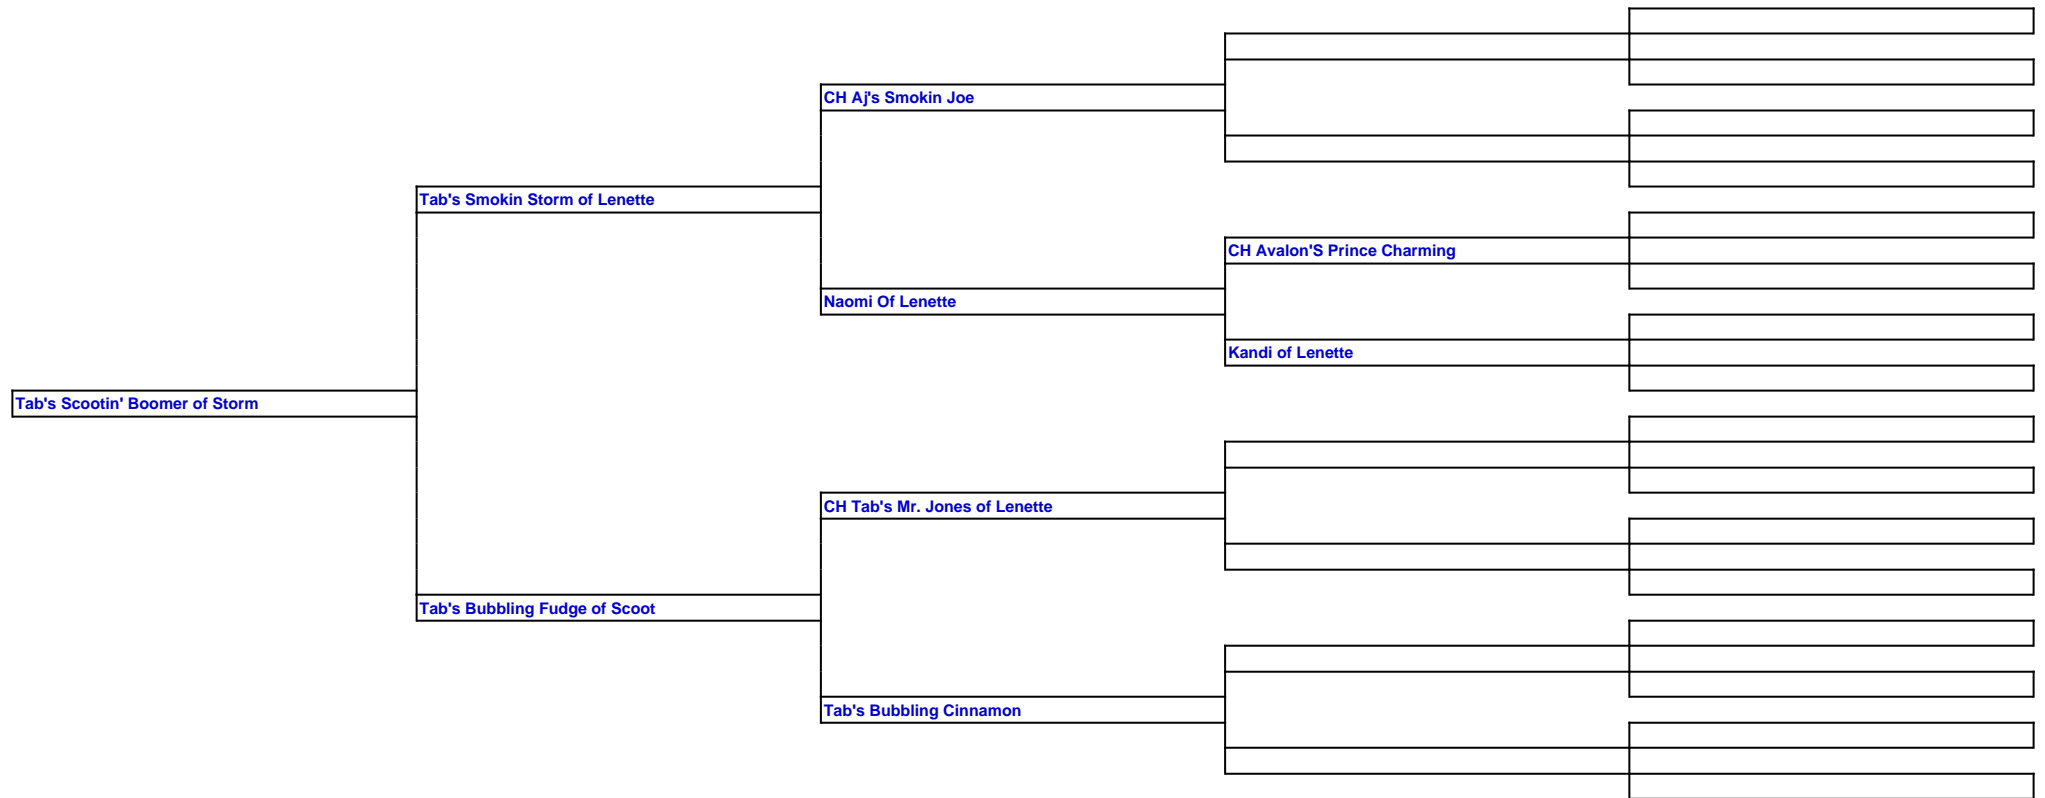 CH Aj's Smokin Joe
Tab's Smokin Storm of Lenette
CH Avalon'S Prince Charming
Naomi Of Lenette
Kandi of Lenette
Tab's Scootin' Boomer of Storm
CH Tab's Mr. Jones of Lenette
Tab's Bubbling Fudge of Scoot
Tab's Bubbling Cinnamon